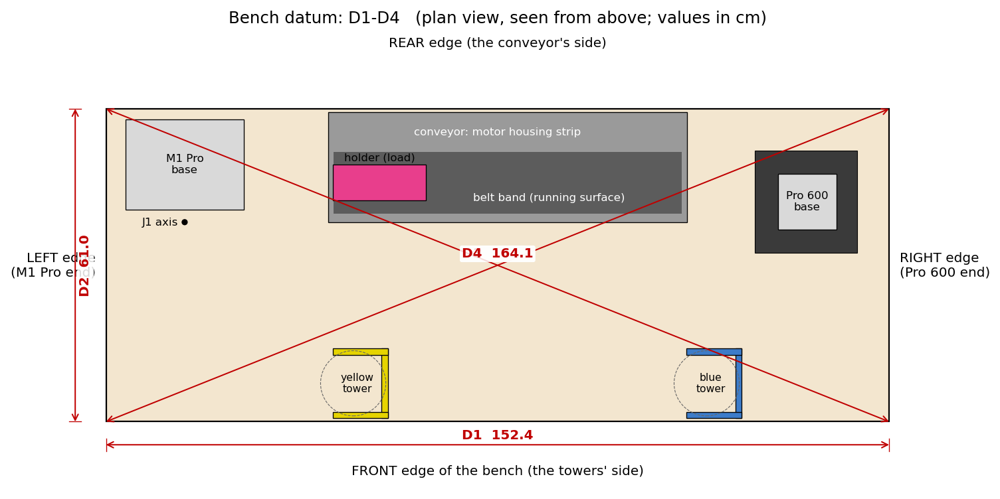 Bench datum: D1-D4   (plan view, seen from above; values in cm)
REAR edge (the conveyor's side)
conveyor: motor housing strip
M1 Pro
base
holder (load)
belt band (running surface)
Pro 600
base
J1 axis
D4  164.1
LEFT edge
(M1 Pro end)
D2  61.0
RIGHT edge
(Pro 600 end)
yellow
tower
blue
tower
D1  152.4
FRONT edge of the bench (the towers' side)